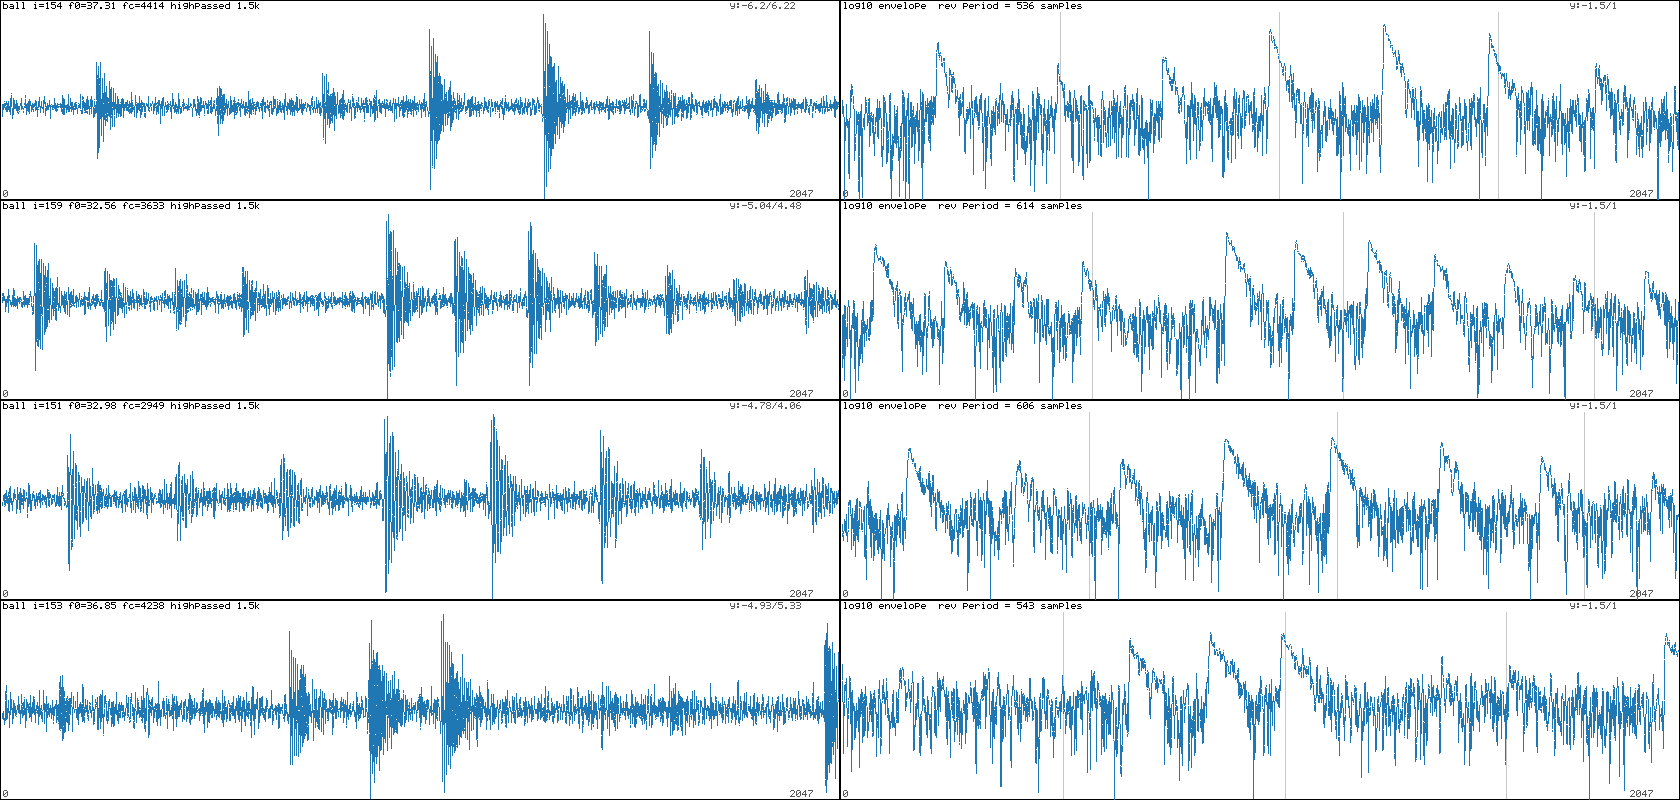 ball i=154 f0=37.31 fc=4414 highPassed 1.5k y:-6.2/6.22
0 2047
log10 enveloPe rev Period = 536 samPles y:-1.5/1
0 2047
ball i=159 f0=32.56 fc=3633 highPassed 1.5k y:-5.04/4.48
0 2047
log10 enveloPe rev Period = 614 samPles y:-1.5/1
0 2047
ball i=151 f0=32.98 fc=2949 highPassed 1.5k y:-4.78/4.06
0 2047
log10 enveloPe rev Period = 606 samPles y:-1.5/1
0 2047
ball i=153 f0=36.85 fc=4238 highPassed 1.5k y:-4.93/5.33
0 2047
log10 enveloPe rev Period = 543 samPles y:-1.5/1
0 2047